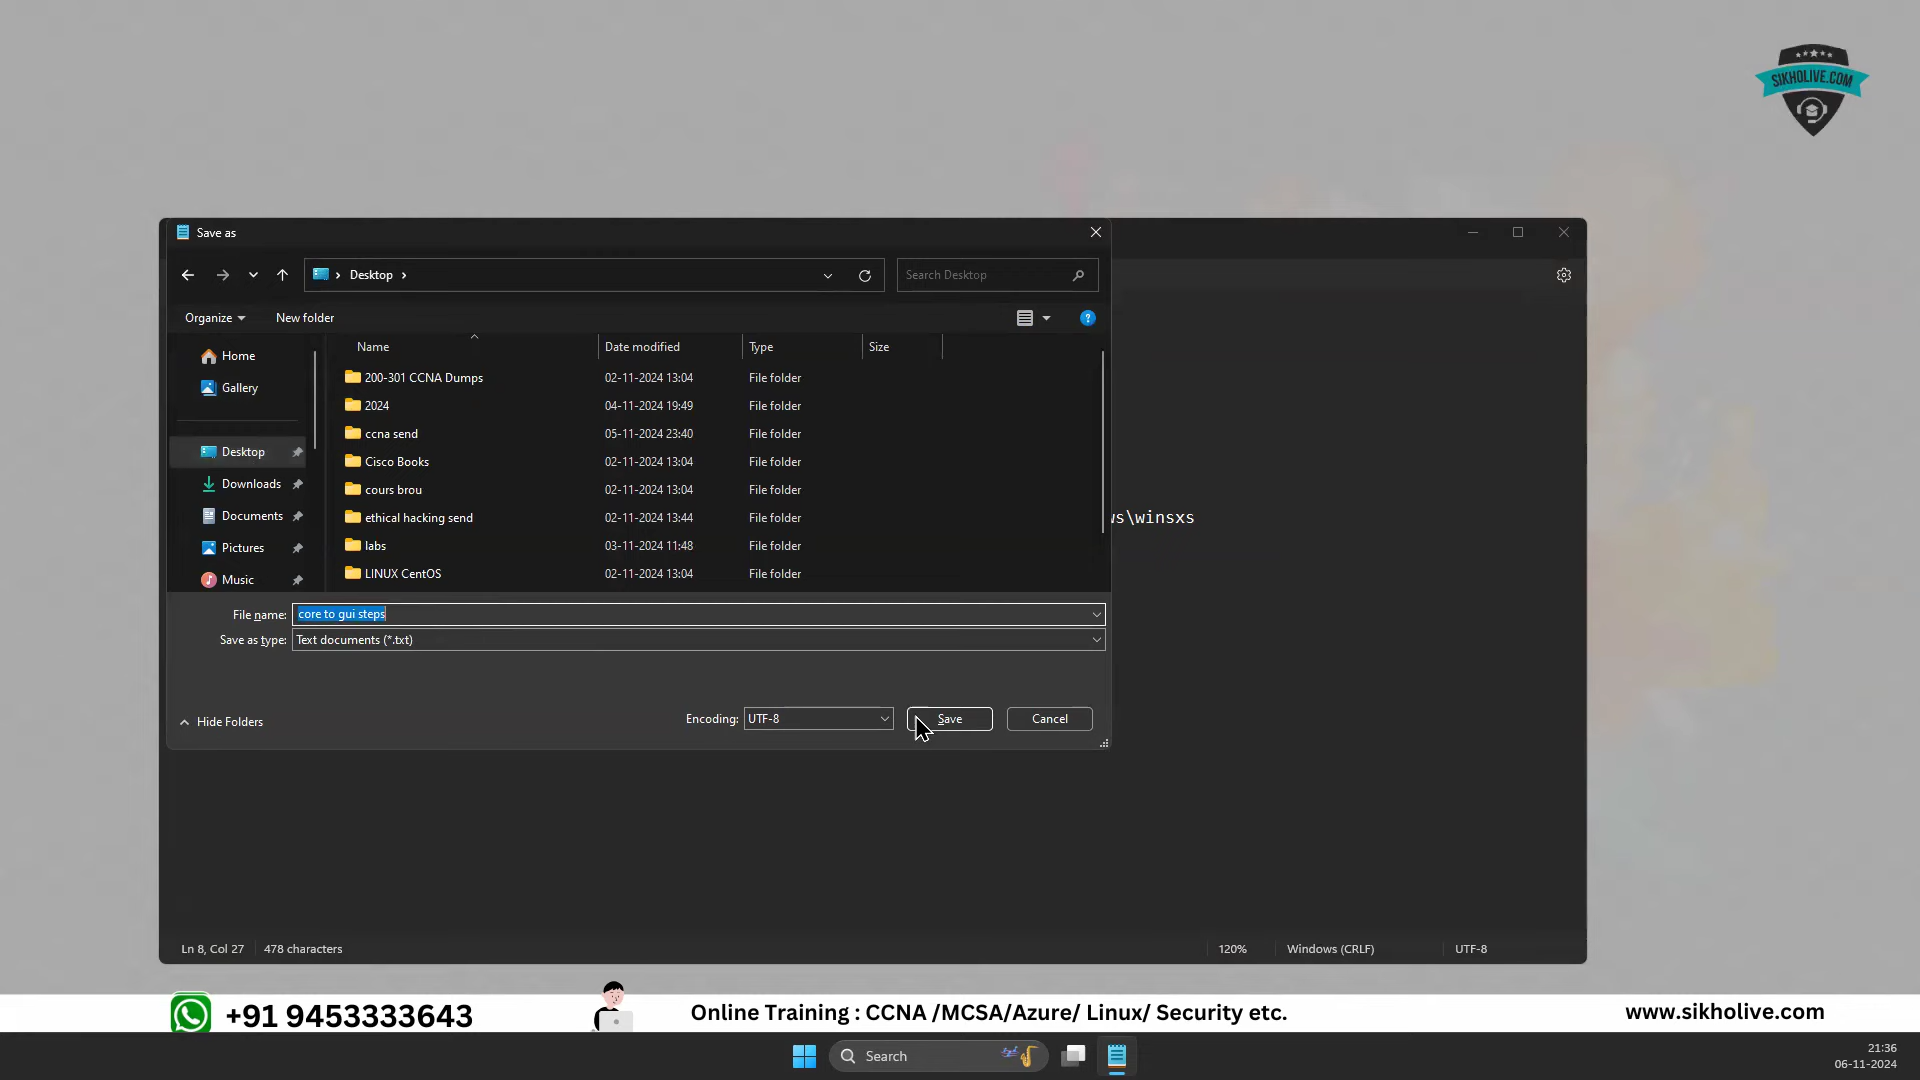 SIKHOLIVE.COM
Save as
Desktop
Search Desktop
Organize
New folder
Name Date modified Type Size
Home
Gallery
Desktop
Downloads
Documents
Pictures
Music
200-301 CCNA Dumps 02-11-2024 13:04 File folder
2024 04-11-2024 19:49 File folder
ccna send 05-11-2024 23:40 File folder
Cisco Books 02-11-2024 13:04 File folder
cours brou 02-11-2024 13:04 File folder
ethical hacking send 02-11-2024 13:44 File folder
labs 03-11-2024 11:48 File folder
LINUX CentOS 02-11-2024 13:04 File folder
\winsxs
File name: core to gui steps
Save as type: Text documents (*.txt)
Hide Folders
Encoding: UTF-8
Save
Cancel
Ln 8, Col 27 478 characters 120% Windows (CRLF) UTF-8
+91 9453333643
Online Training : CCNA /MCSA/Azure/ Linux/ Security etc.
www.sikholive.com
Search
21:36
06-11-2024